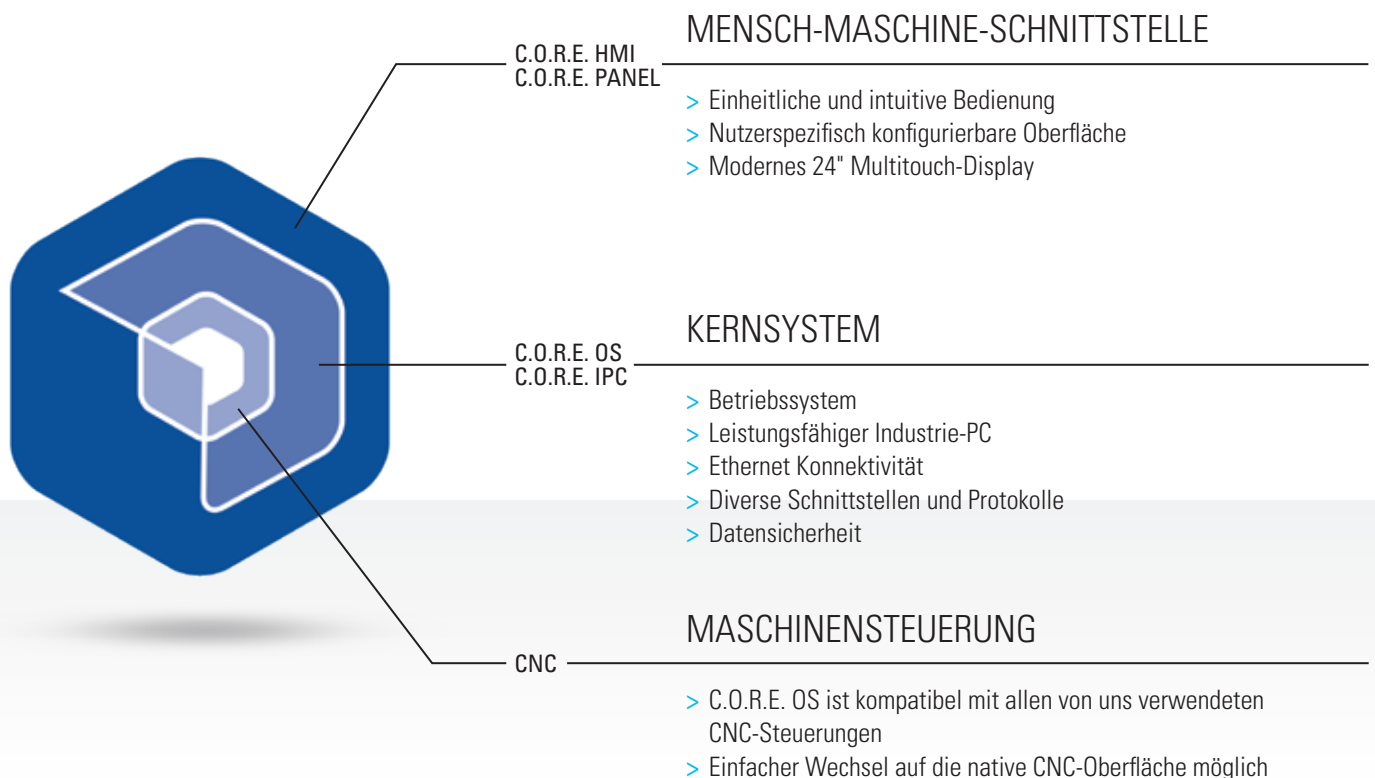 MENSCH-MASCHINE-SCHNITTSTELLE
C.O.R.E. HMI
C.O.R.E. PANEL
> Einheitliche und intuitive Bedienung
> Nutzerspezifisch konfigurierbare Oberfläche
> Modernes 24" Multitouch-Display
KERNSYSTEM
C.O.R.E. OS
C.O.R.E. IPC
> Betriebssystem
> Leistungsfähiger Industrie-PC
> Ethernet Konnektivität
> Diverse Schnittstellen und Protokolle
> Datensicherheit
MASCHINENSTEUERUNG
CNC
> C.O.R.E. OS ist kompatibel mit allen von uns verwendeten
CNC-Steuerungen
> Einfacher Wechsel auf die native CNC-Oberfläche möglich